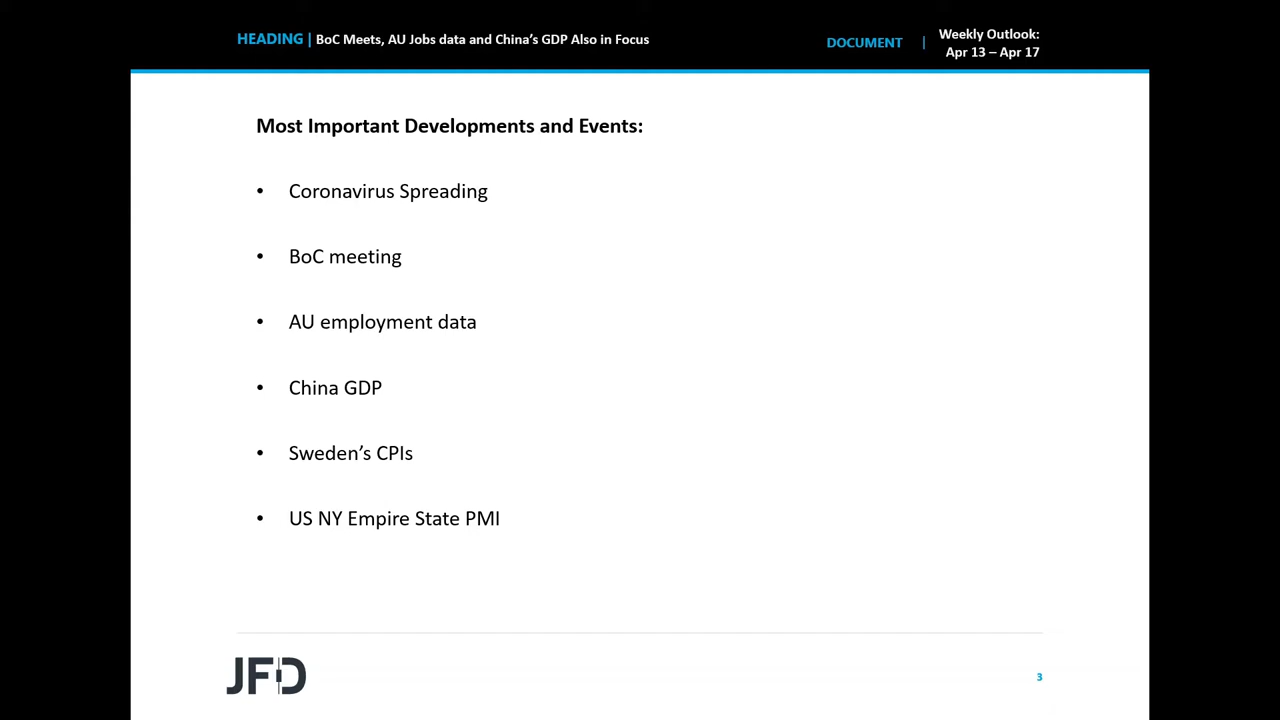 HEADING | BoC Meets, AU Jobs data and China's GDP Also in Focus
DOCUMENT | Weekly Outlook:
Apr 13 – Apr 17
Most Important Developments and Events:
• Coronavirus Spreading
• BoC meeting
• AU employment data
• China GDP
• Sweden's CPIs
• US NY Empire State PMI
JFD
3